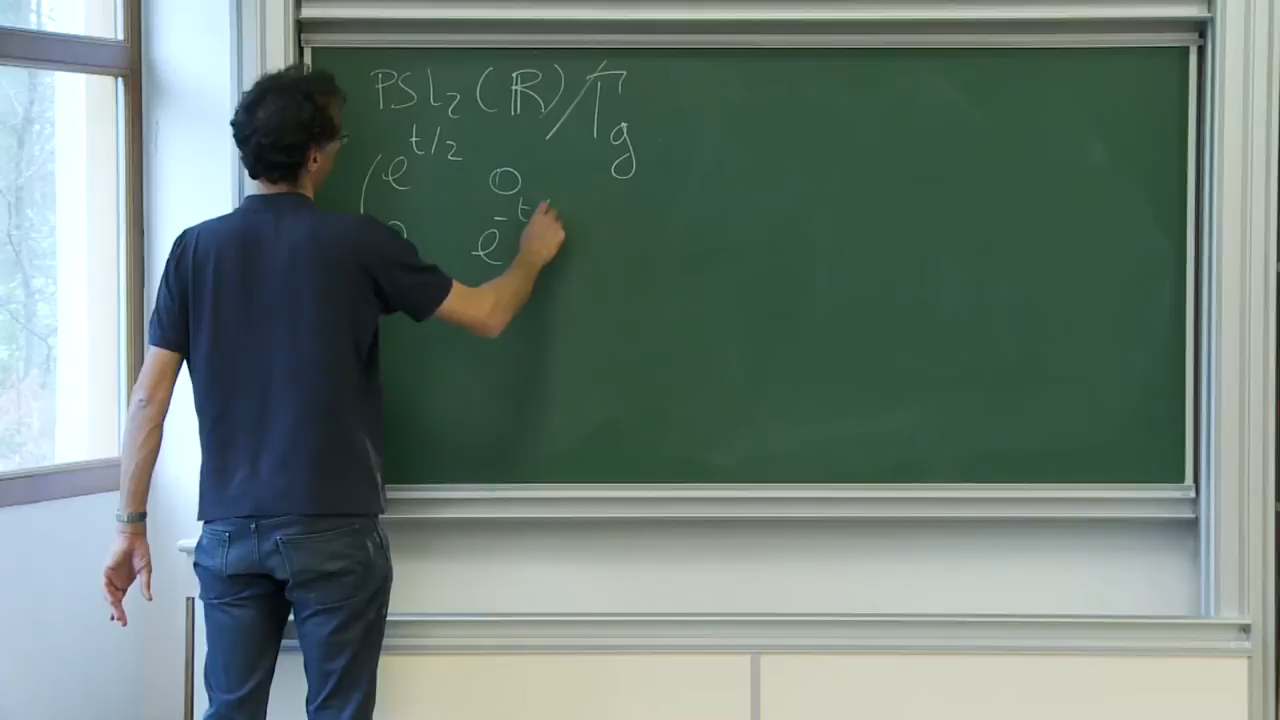 PSL₂(ℝ)/Γg
(e^{t/2} 0
0 e^{-t